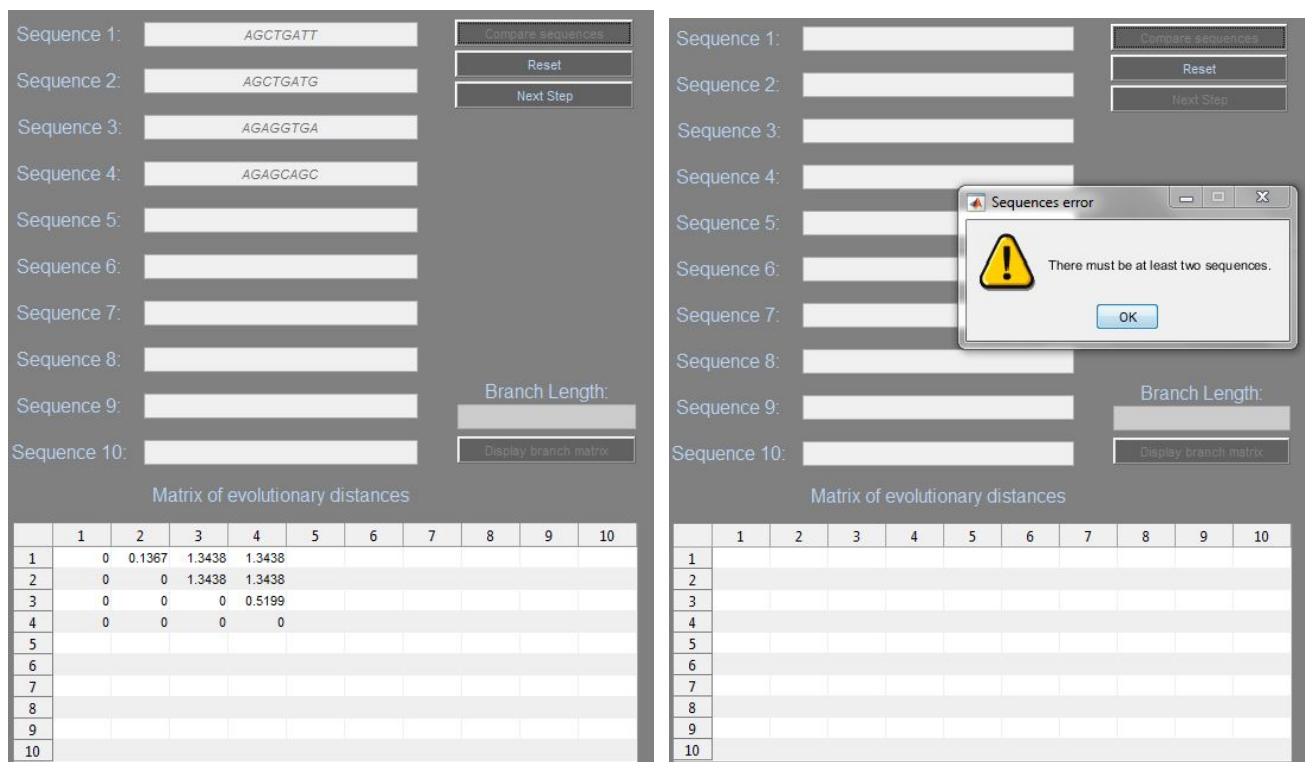 Sequence 1: AGCTGATT Compare sequences
Reset
Sequence 2: AGCTGATG Next Step
Sequence 3: AGAGGTGA
Sequence 4: AGAGCAGC
Sequence 5:
Sequence 6:
Sequence 7:
Sequence 8:
Branch Length:
Sequence 9:
Sequence 10: Display branch matrix
Matrix of evolutionary distances
1 2 3 4 5 6 7 8 9 10
1 0 0.1367 1.3438 1.3438
2 0 0 1.3438 1.3438
3 0 0 0 0.5199
4 0 0 0 0
5
6
7
8
9
10
Sequence 1: Compare sequences
Reset
Sequence 2: Next Step
Sequence 3:
Sequence 4:
Sequences error
Sequence 5:
There must be at least two sequences.
Sequence 6:
Sequence 7: OK
Sequence 8:
Branch Length:
Sequence 9:
Sequence 10: Display branch matrix
Matrix of evolutionary distances
1 2 3 4 5 6 7 8 9 10
1
2
3
4
5
6
7
8
9
10